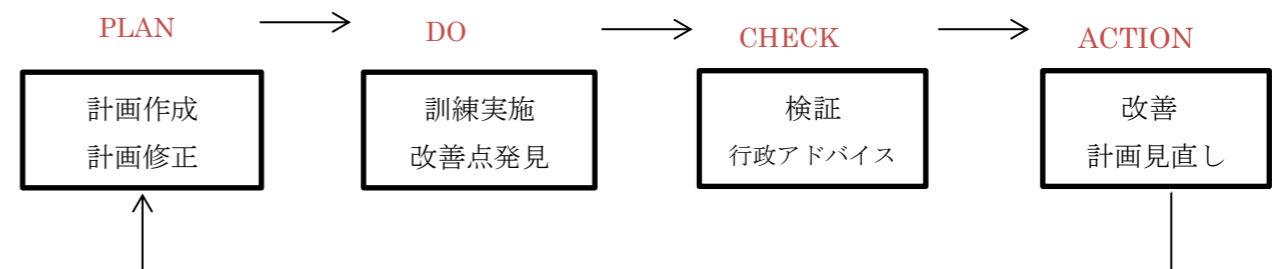 PLAN
DO
CHECK
ACTION
計画作成
計画修正
訓練実施
改善点発見
検証
行政アドバイス
改善
計画見直し